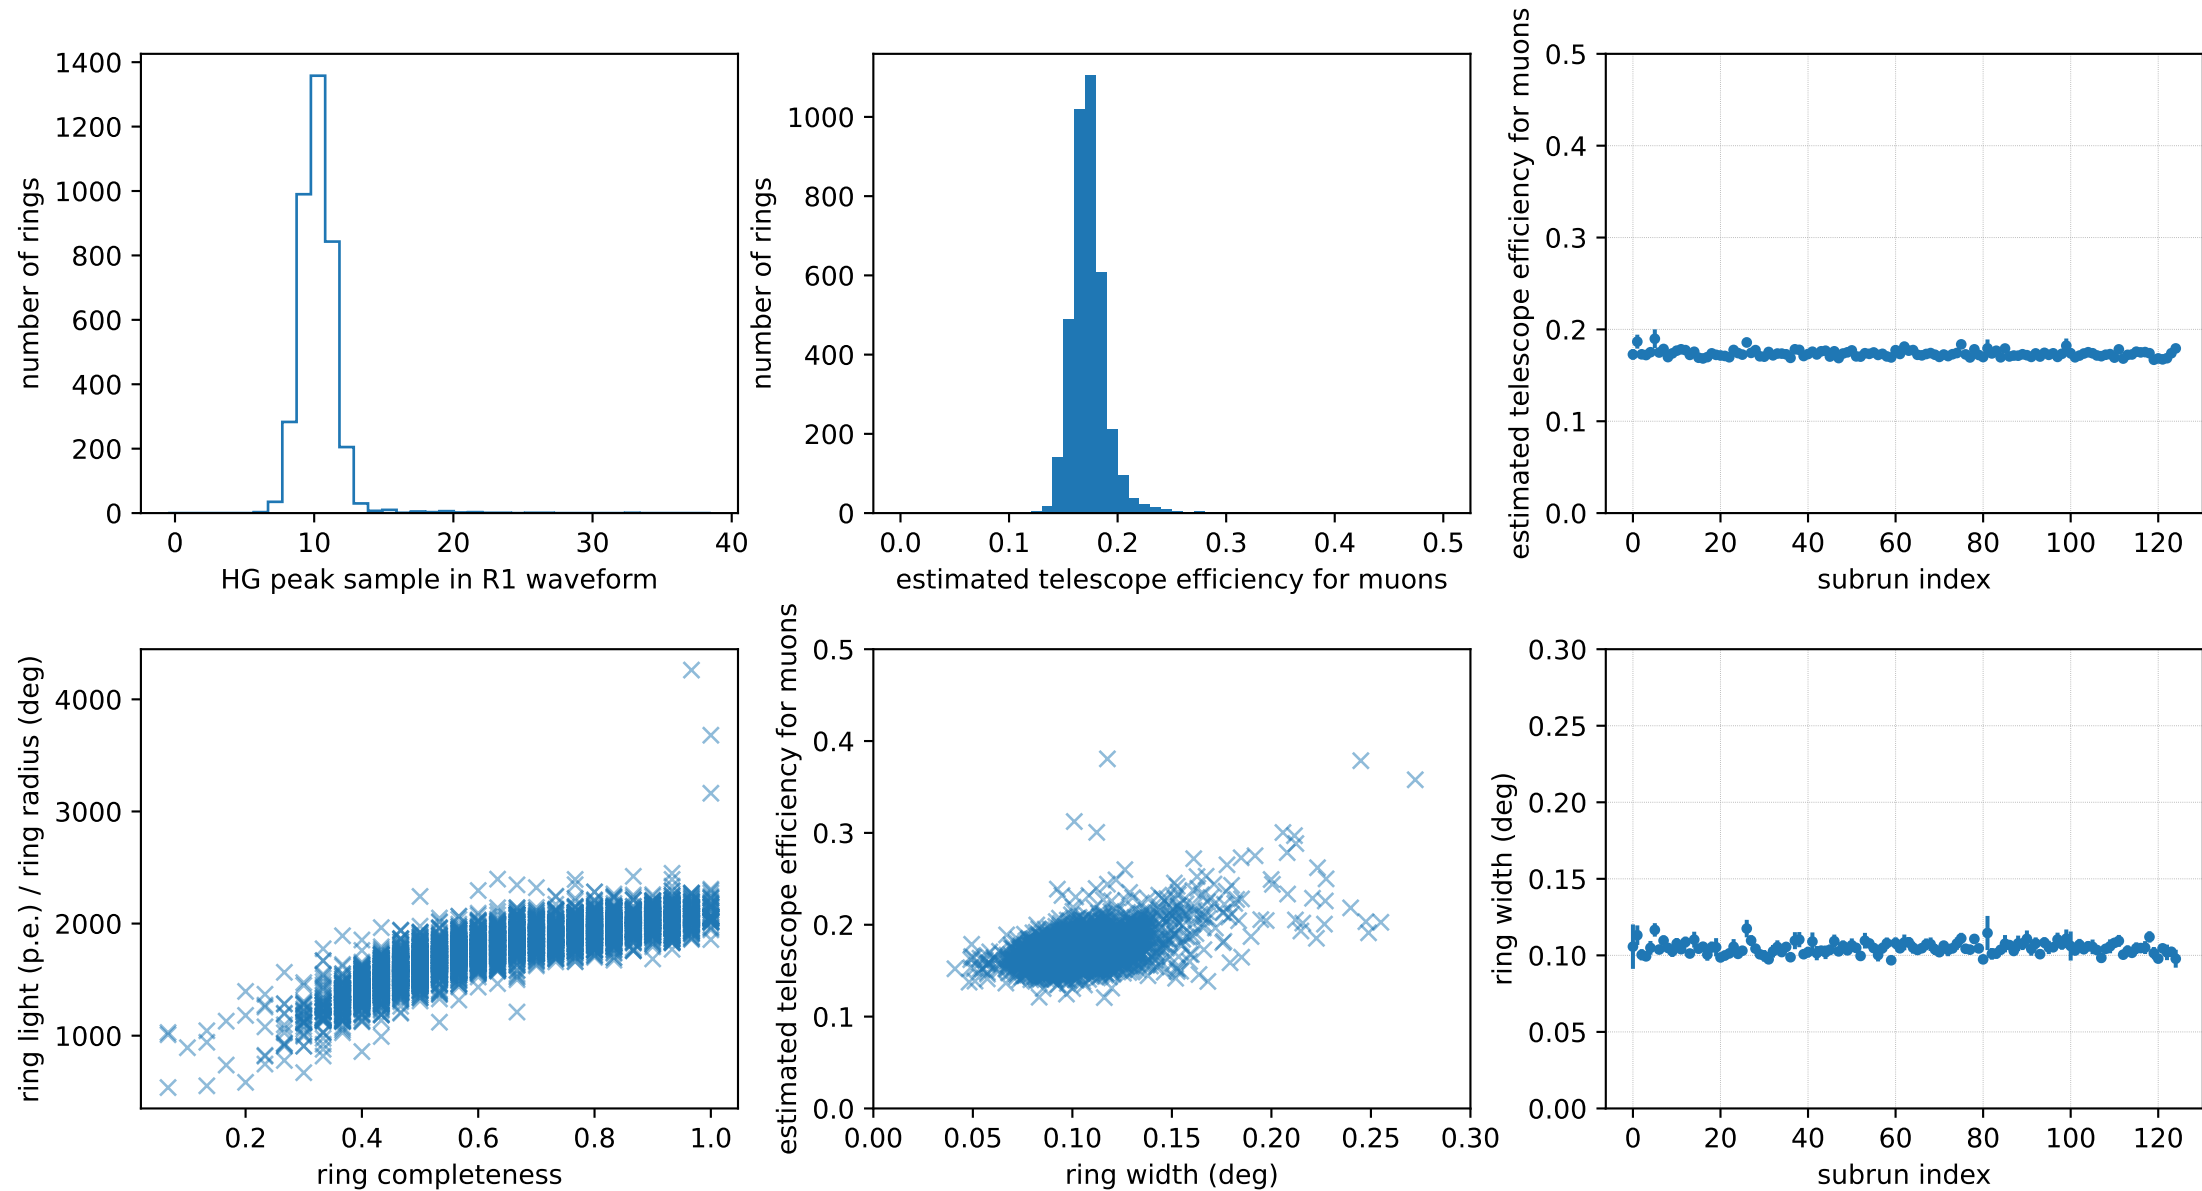 1400
1200
1000
800
600
400
200
0
number of rings
0 10 20 30 40
HG peak sample in R1 waveform
1000
800
600
400
200
0
number of rings
0.0 0.1 0.2 0.3 0.4 0.5
estimated telescope efficiency for muons
0.5
0.4
0.3
0.2
0.1
0.0
estimated telescope efficiency for muons
0 20 40 60 80 100 120
subrun index
4000
3000
2000
1000
ring light (p.e.) / ring radius (deg)
0.2 0.4 0.6 0.8 1.0
ring completeness
0.5
0.4
0.3
0.2
0.1
0.0
estimated telescope efficiency for muons
0.00 0.05 0.10 0.15 0.20 0.25 0.30
ring width (deg)
0.30
0.25
0.20
0.15
0.10
0.05
0.00
ring width (deg)
0 20 40 60 80 100 120
subrun index